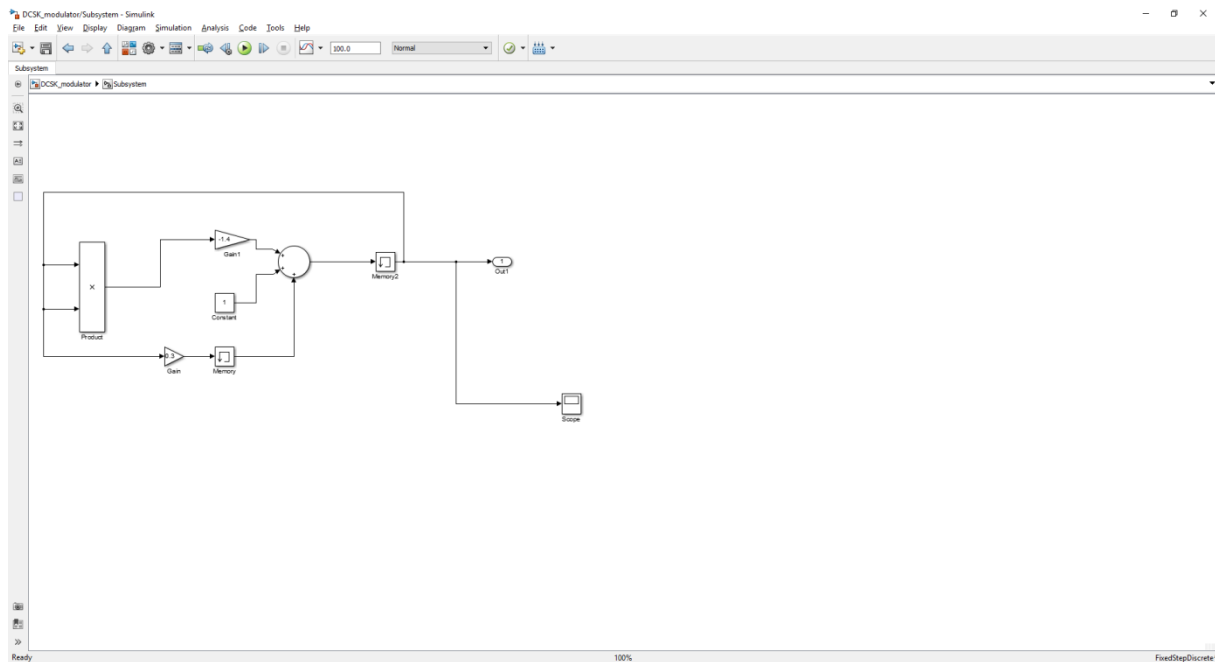 DCSK_modulator/Subsystem - Simulink
File Edit View Display Diagram Simulation Analysis Code Tools Help
100.0 Normal
Subsystem
DCSK_modulator Subsystem
-1.4
Gain1
+
+
+
Memory2
1
Out1
×
Product
1
Constant
0.3
Gain
Memory
Scope
Ready 100% FixedStepDiscrete